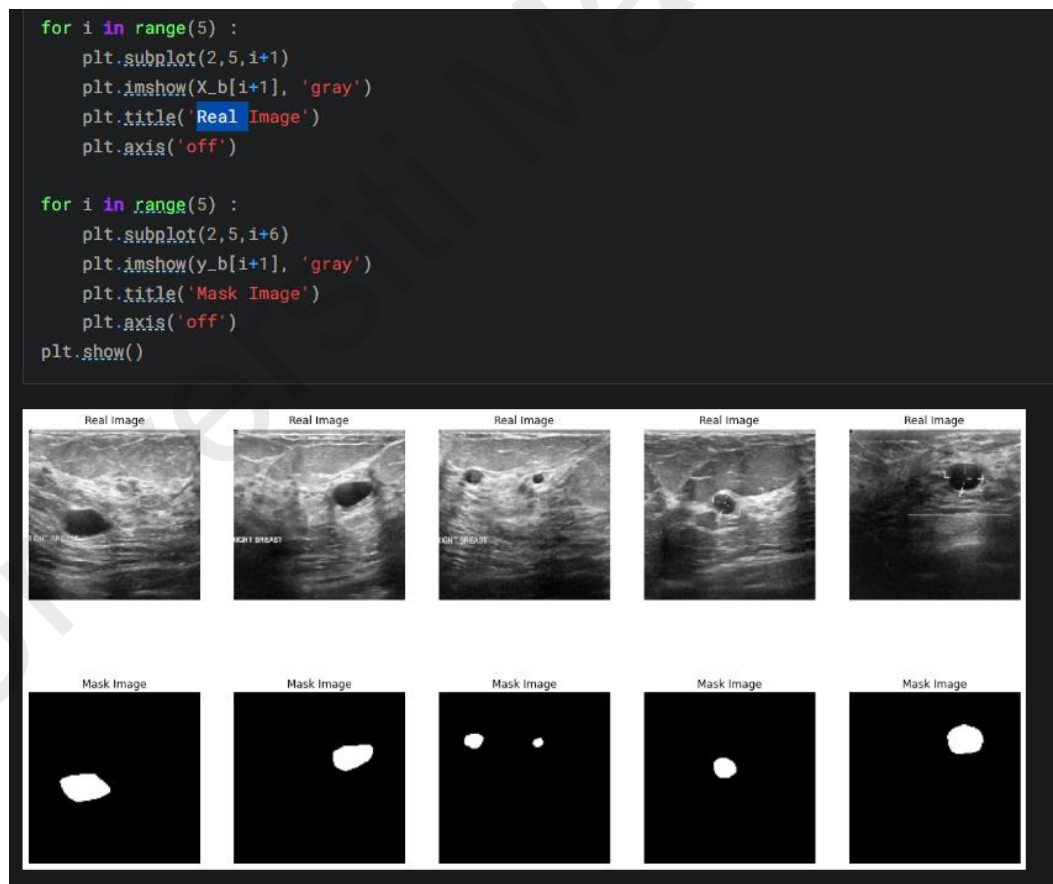 for i in range(5) :
    plt.subplot(2,5,i+1)
    plt.imshow(X_b[i+1], 'gray')
    plt.title('Real Image')
    plt.axis('off')
for i in range(5) :
    plt.subplot(2,5,i+6)
    plt.imshow(y_b[i+1], 'gray')
    plt.title('Mask Image')
    plt.axis('off')
plt.show()
Real Image Real Image Real Image Real Image Real Image
RIGHT BREAST
Mask Image Mask Image Mask Image Mask Image Mask Image